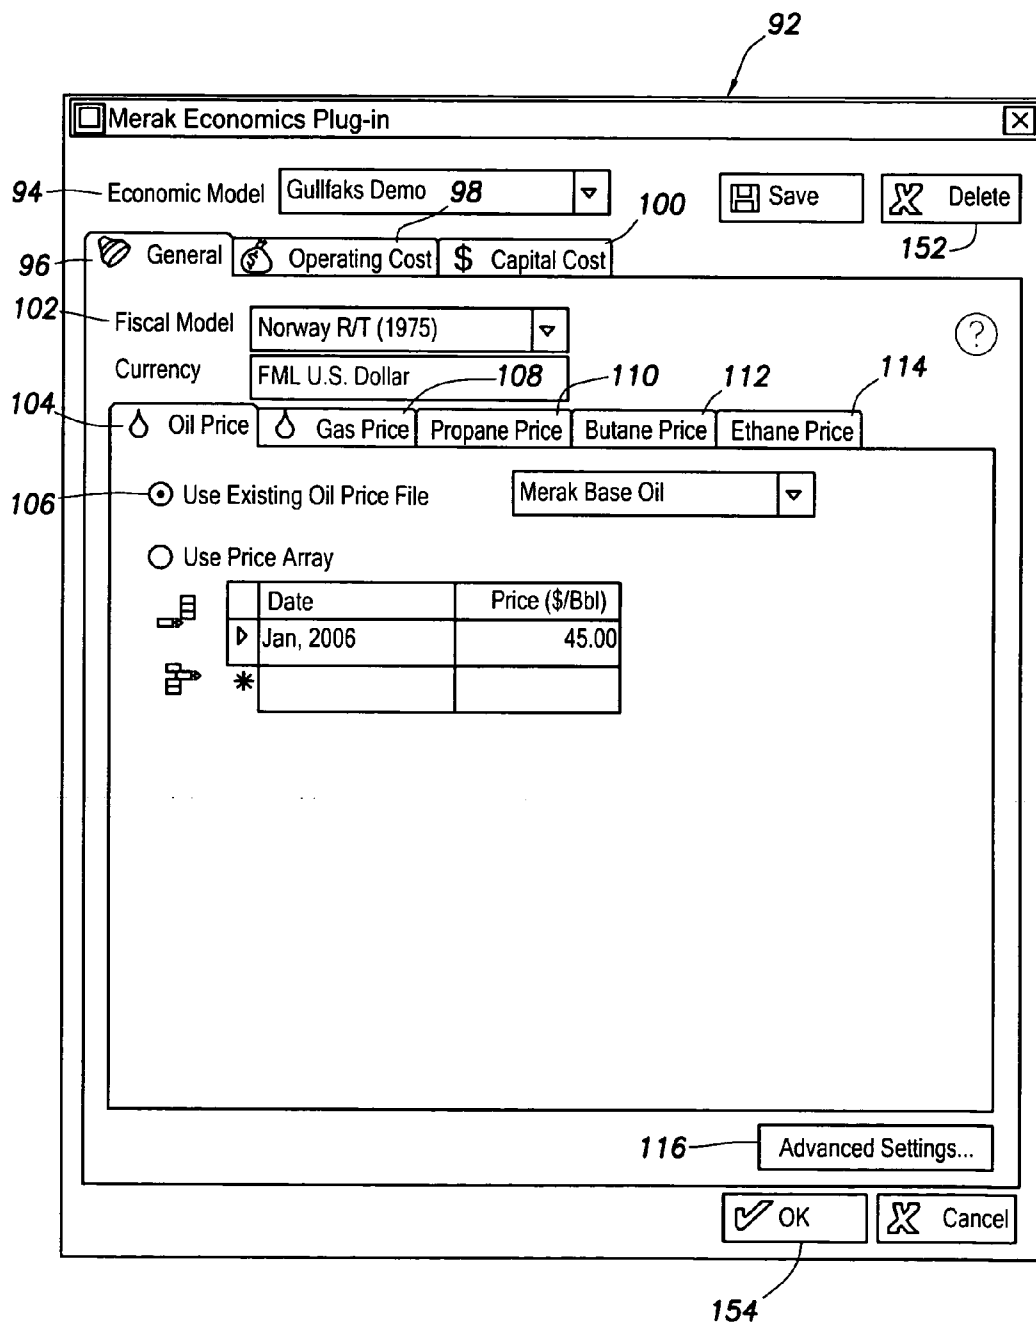 92
Merak Economics Plug-in
94 Economic Model Gullfaks Demo 98 100 Save Delete
152
96 General $ Operating Cost $ Capital Cost
102 Fiscal Model Norway R/T (1975) ?
Currency FML U.S. Dollar 108 110 112 114
104 Oil Price Gas Price Propane Price Butane Price Ethane Price
106 Use Existing Oil Price File Merak Base Oil
Use Price Array
Date Price ($/Bbl)
Jan, 2006 45.00
*
116 Advanced Settings...
OK Cancel
154